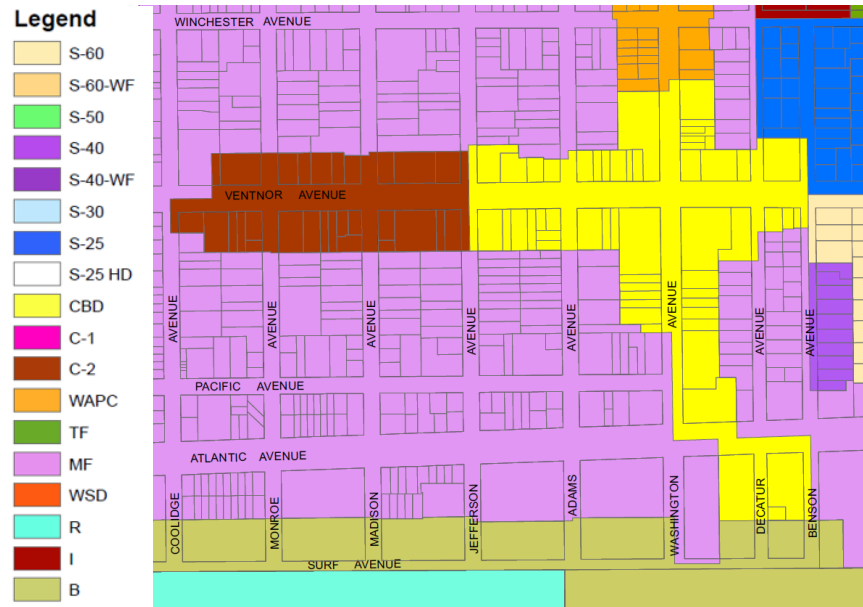 Legend
S-60
S-60-WF
S-50
S-40
S-40-WF
S-30
S-25
S-25 HD
CBD
C-1
C-2
WAPC
TF
MF
WSD
R
I
B
WINCHESTER AVENUE
VENTNOR AVENUE
AVENUE
AVENUE
AVENUE
AVENUE
AVENUE
AVENUE
AVENUE
AVENUE
PACIFIC AVENUE
ATLANTIC AVENUE
COOLIDGE
MONROE
MADISON
JEFFERSON
ADAMS
WASHINGTON
DECATUR
BENSON
SURF AVENUE